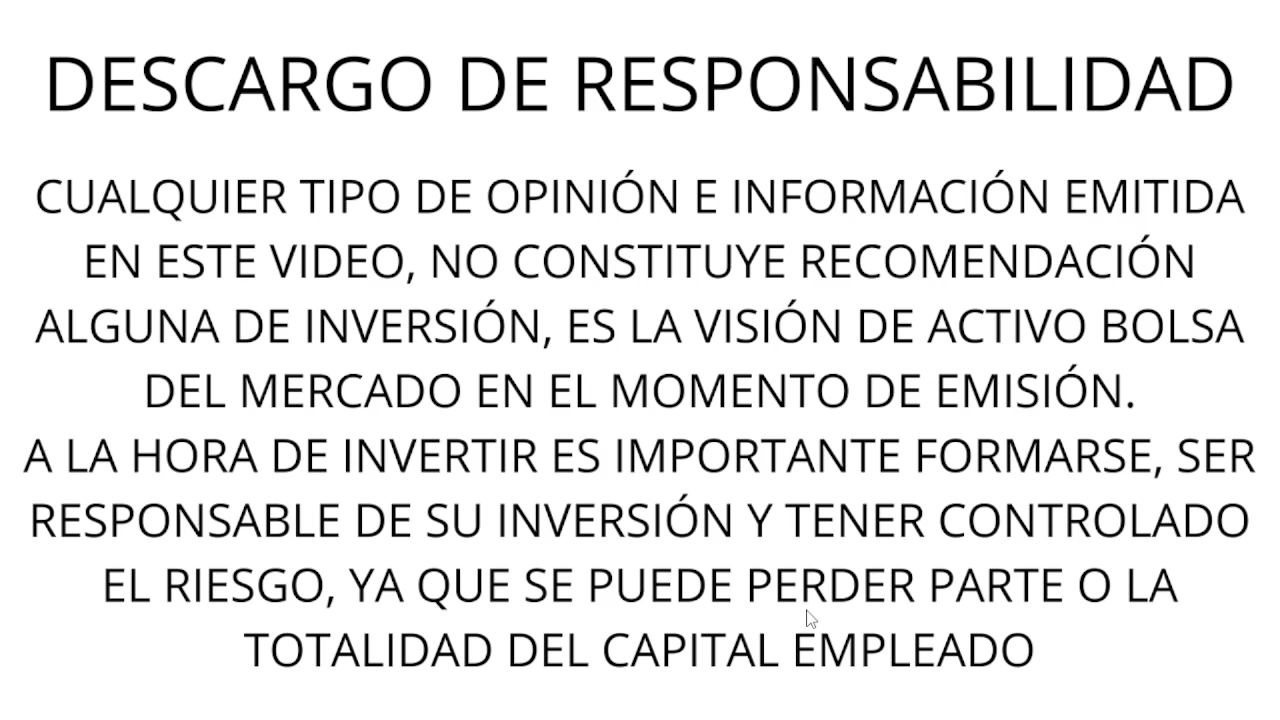 DESCARGO DE RESPONSABILIDAD
CUALQUIER TIPO DE OPINIÓN E INFORMACIÓN EMITIDA
EN ESTE VIDEO, NO CONSTITUYE RECOMENDACIÓN
ALGUNA DE INVERSIÓN, ES LA VISIÓN DE ACTIVO BOLSA
DEL MERCADO EN EL MOMENTO DE EMISIÓN.
A LA HORA DE INVERTIR ES IMPORTANTE FORMARSE, SER
RESPONSABLE DE SU INVERSIÓN Y TENER CONTROLADO
EL RIESGO, YA QUE SE PUEDE PERDER PARTE O LA
TOTALIDAD DEL CAPITAL EMPLEADO